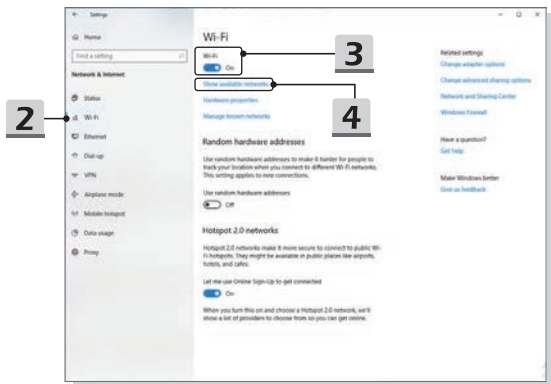 Settings
Home
Find a setting
Network & Internet
Status
Wi-Fi
Ethernet
Dial-up
VPN
Airplane mode
Mobile hotspot
Data usage
Proxy
2
Wi-Fi
Wi-Fi
On
3
Show available networks
4
Hardware properties
Manage known networks
Random hardware addresses
Use random hardware addresses to make it harder for people to
track your location when you connect to different Wi-Fi networks.
This setting applies to new connections.
Use random hardware addresses
Off
Hotspot 2.0 networks
Hotspot 2.0 networks make it more secure to connect to public Wi-
Fi hotspots. They might be available in public places like airports,
hotels, and cafes.
Let me use Online Sign-Up to get connected
On
When you turn this on and choose a Hotspot 2.0 network, we'll
show a list of providers to choose from so you can get online.
Related settings
Change adapter options
Change advanced sharing options
Network and Sharing Center
Windows Firewall
Have a question?
Get help
Make Windows better
Give us feedback